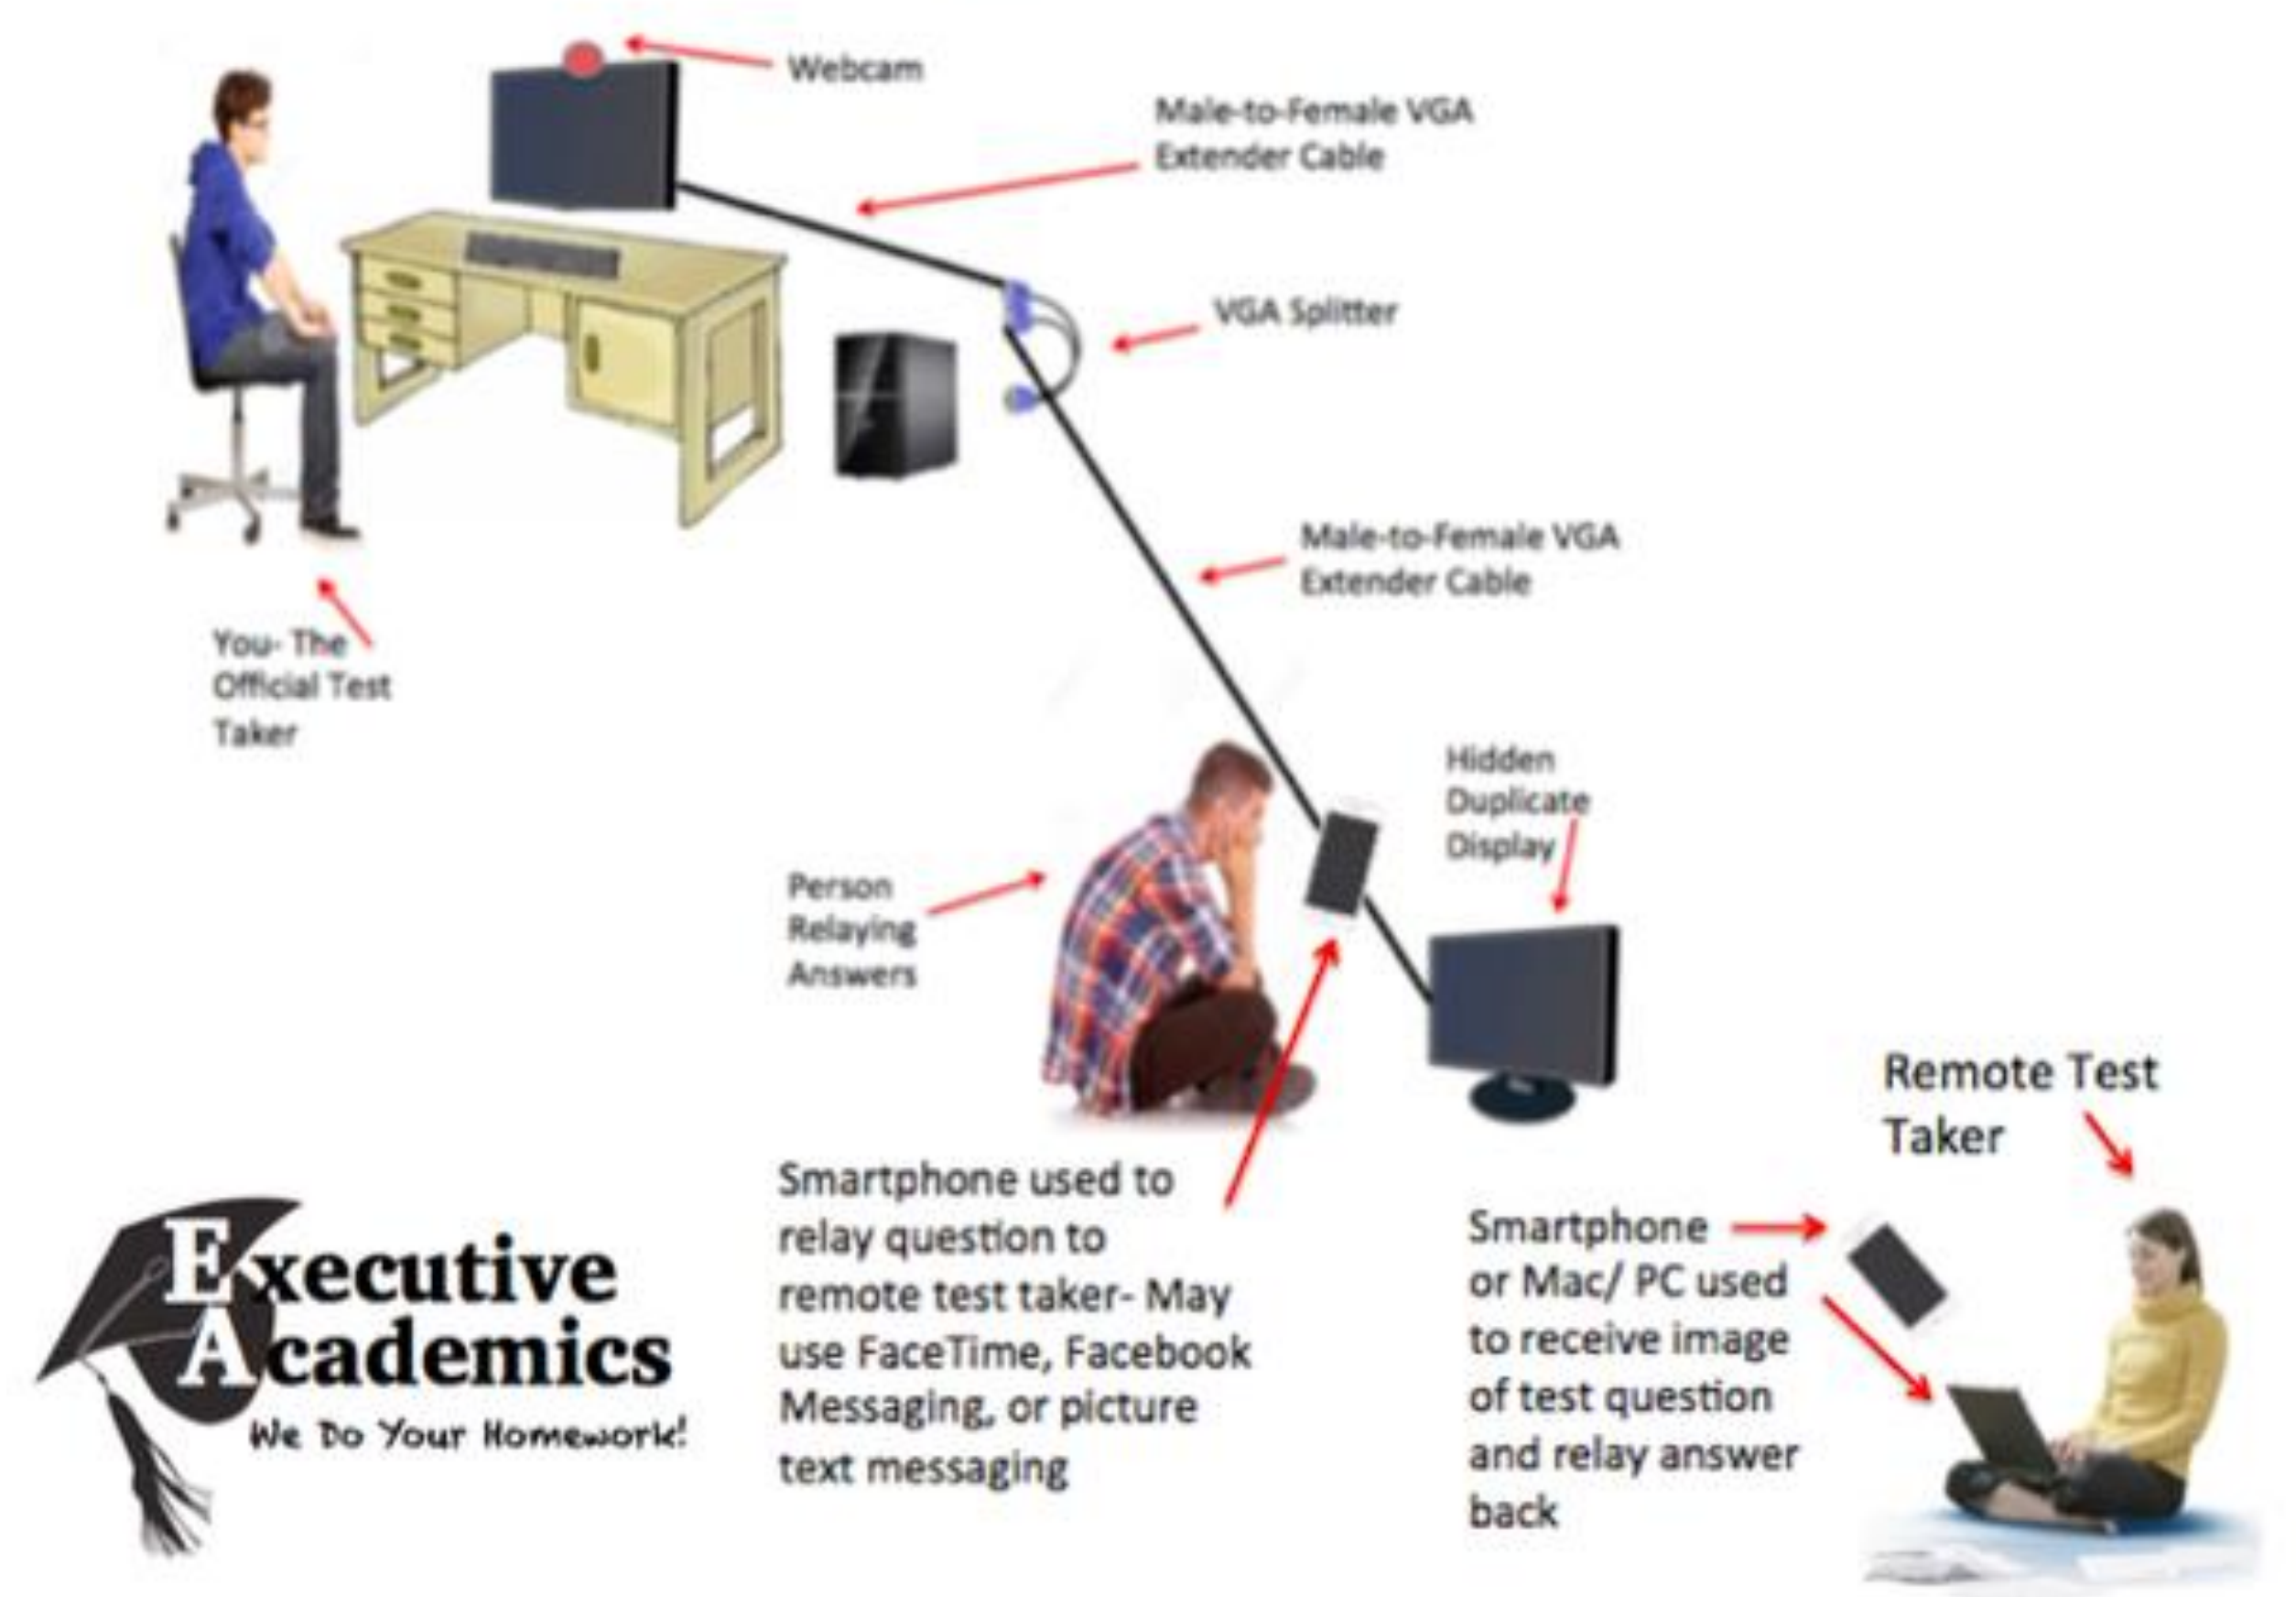 Webcam
Male-to-Female VGA
Extender Cable
VGA Splitter
Male-to-Female VGA
Extender Cable
You- The
Official Test
Taker
Hidden
Duplicate
Display
Person
Relaying
Answers
Remote Test
Taker
Smartphone used to
relay question to
remote test taker- May
use FaceTime, Facebook
Messaging, or picture
text messaging
Smartphone
or Mac/ PC used
to receive image
of test question
and relay answer
back
Executive
Academics
We Do Your Homework!